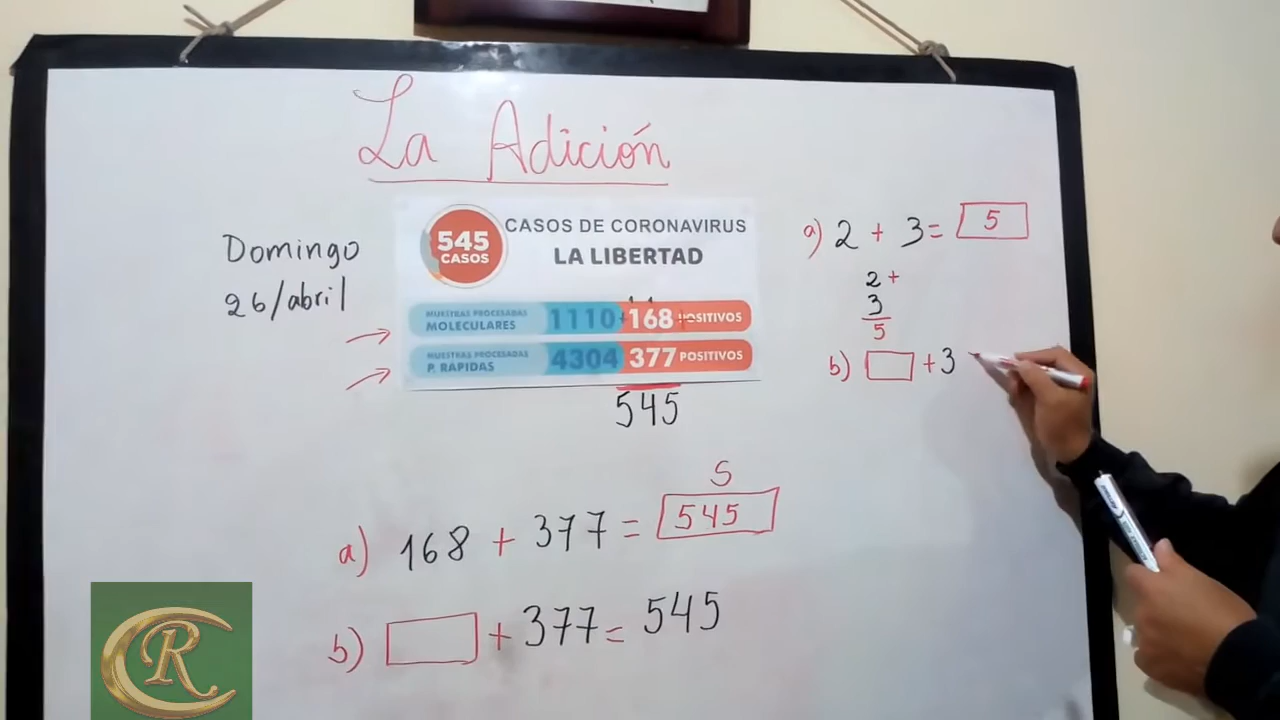 La Adición
Domingo
26/abril
545
CASOS
CASOS DE CORONAVIRUS
LA LIBERTAD
MUESTRAS PROCESADAS
MOLECULARES
1110 + 168 POSITIVOS
MUESTRAS PROCESADAS
P. RAPIDAS
4304 377 POSITIVOS
545
a) 2 + 3 = 5
2 +
3
5
b) + 3
S
a) 168 + 377 = 545
b) + 377 = 545
CR